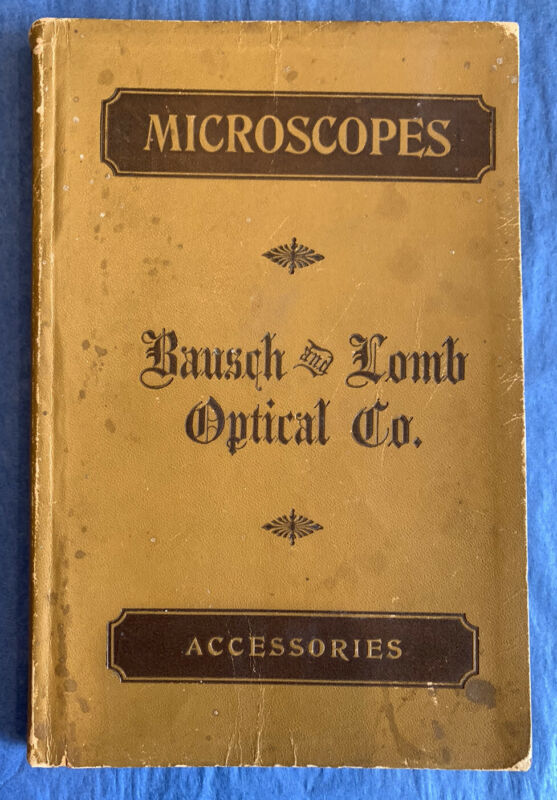 MICROSCOPES
Bausch and Lomb
Optical Co.
ACCESSORIES